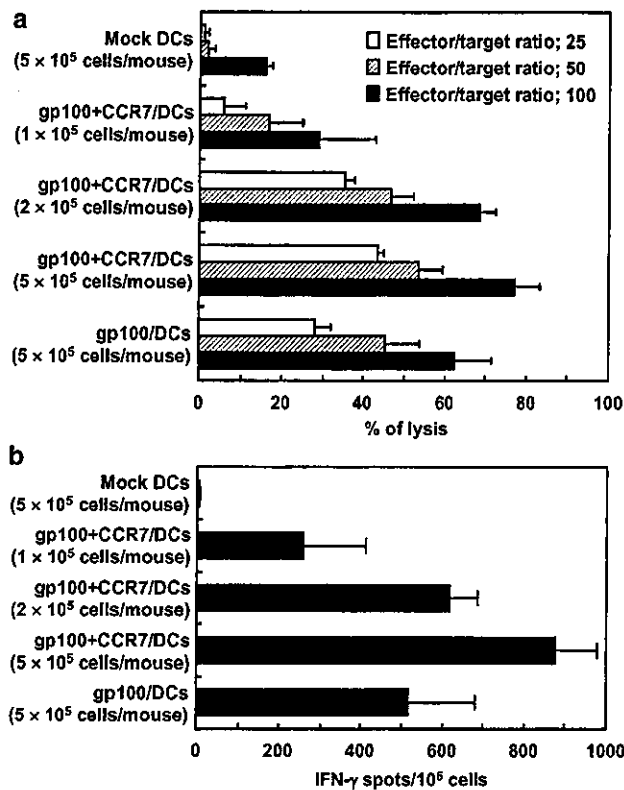 a
Mock DCs
(5 × 10⁵ cells/mouse)
gp100+CCR7/DCs
(1 × 10⁵ cells/mouse)
gp100+CCR7/DCs
(2 × 10⁵ cells/mouse)
gp100+CCR7/DCs
(5 × 10⁵ cells/mouse)
gp100/DCs
(5 × 10⁵ cells/mouse)
Effector/target ratio; 25
Effector/target ratio; 50
Effector/target ratio; 100
0 20 40 60 80 100
% of lysis
b
Mock DCs
(5 × 10⁵ cells/mouse)
gp100+CCR7/DCs
(1 × 10⁵ cells/mouse)
gp100+CCR7/DCs
(2 × 10⁵ cells/mouse)
gp100+CCR7/DCs
(5 × 10⁵ cells/mouse)
gp100/DCs
(5 × 10⁵ cells/mouse)
0 200 400 600 800 1000
IFN-γ spots/10⁶ cells